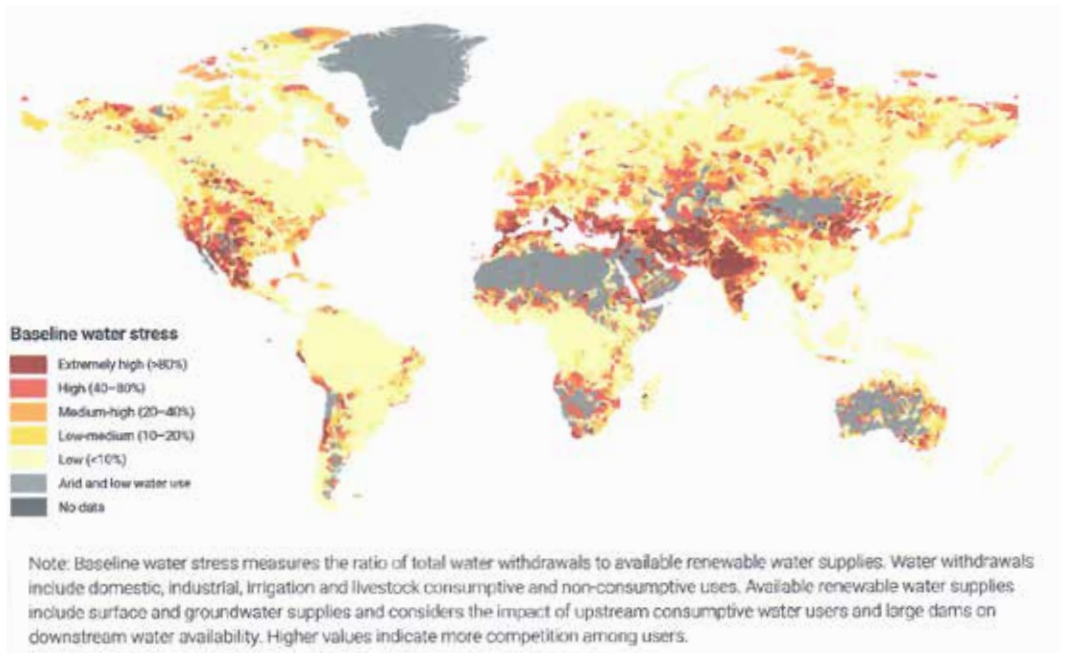 Baseline water stress
Extremely high (>80%)
High (40–80%)
Medium-high (20–40%)
Low-medium (10–20%)
Low (<10%)
Arid and low water use
No data
Note: Baseline water stress measures the ratio of total water withdrawals to available renewable water supplies. Water withdrawals
include domestic, industrial, irrigation and livestock consumptive and non-consumptive uses. Available renewable water supplies
include surface and groundwater supplies and considers the impact of upstream consumptive water users and large dams on
downstream water availability. Higher values indicate more competition among users.